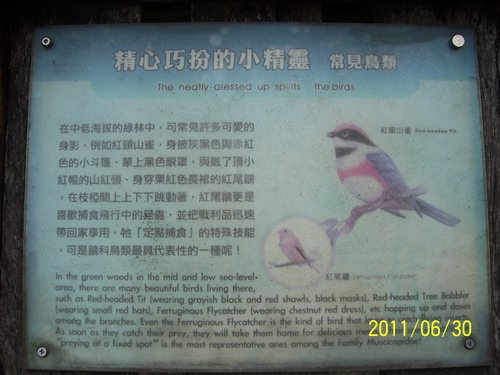 精心巧扮的小精靈 常見鳥類
The neatly dressed up spirits the birds
在中低海拔的綠林中，可常見許多可愛的
身影，例如紅頭山雀，身披灰黑色與赤紅
色的小斗篷、蒙上黑色眼罩，與戴了頂小
紅帽的山紅頭、身穿栗紅色長裙的紅尾鶲
，在枝椏間上上下下跳動著，紅尾鶲更是
喜歡捕食飛行中的昆蟲，並把戰利品迅速
帶回家享用，牠「定點捕食」的特殊技能
，可是鶲科鳥類最具代表性的一種呢！
紅頭山雀 Red-headed Tit
紅尾鶲 Ferruginous Flycatcher
In the green woods in the mid and low sea-level-
area, there are many beautiful birds living there,
such as Red-headed Tit (wearing grayish black and red shawls, black masks), Red-headed Tree Babbler
(wearing small red hats), Ferruginous Flycatcher (wearing chestnut red dress), etc hopping up and down
among the branches. Even the Ferruginous Flycatcher is the kind of bird that
As soon as they catch their prey, they will take them home for delicious
"preying at a fixed spot" is the most representative ones among the Family Muscicapidae!
2011/06/30